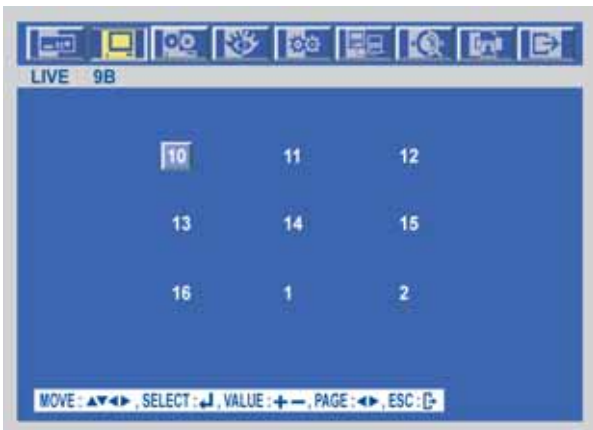 LIVE 9B
10 11 12
13 14 15
16 1 2
MOVE : ▲▼◀▶ , SELECT : ↲ , VALUE : + − , PAGE : ◀▶ , ESC :